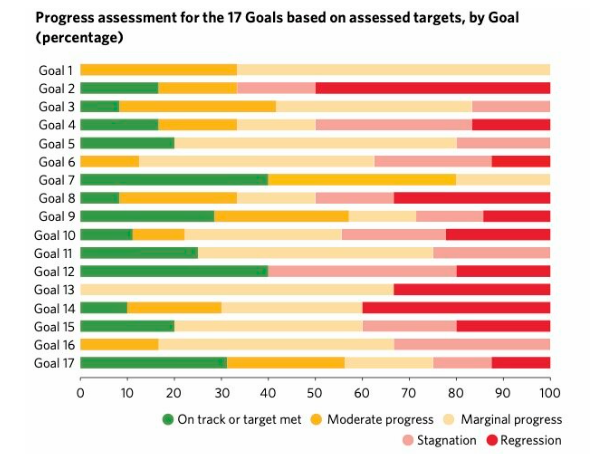 Progress assessment for the 17 Goals based on assessed targets, by Goal
(percentage)
Goal 1
Goal 2
Goal 3
Goal 4
Goal 5
Goal 6
Goal 7
Goal 8
Goal 9
Goal 10
Goal 11
Goal 12
Goal 13
Goal 14
Goal 15
Goal 16
Goal 17
0 10 20 30 40 50 60 70 80 90 100
On track or target met Moderate progress Marginal progress
Stagnation Regression